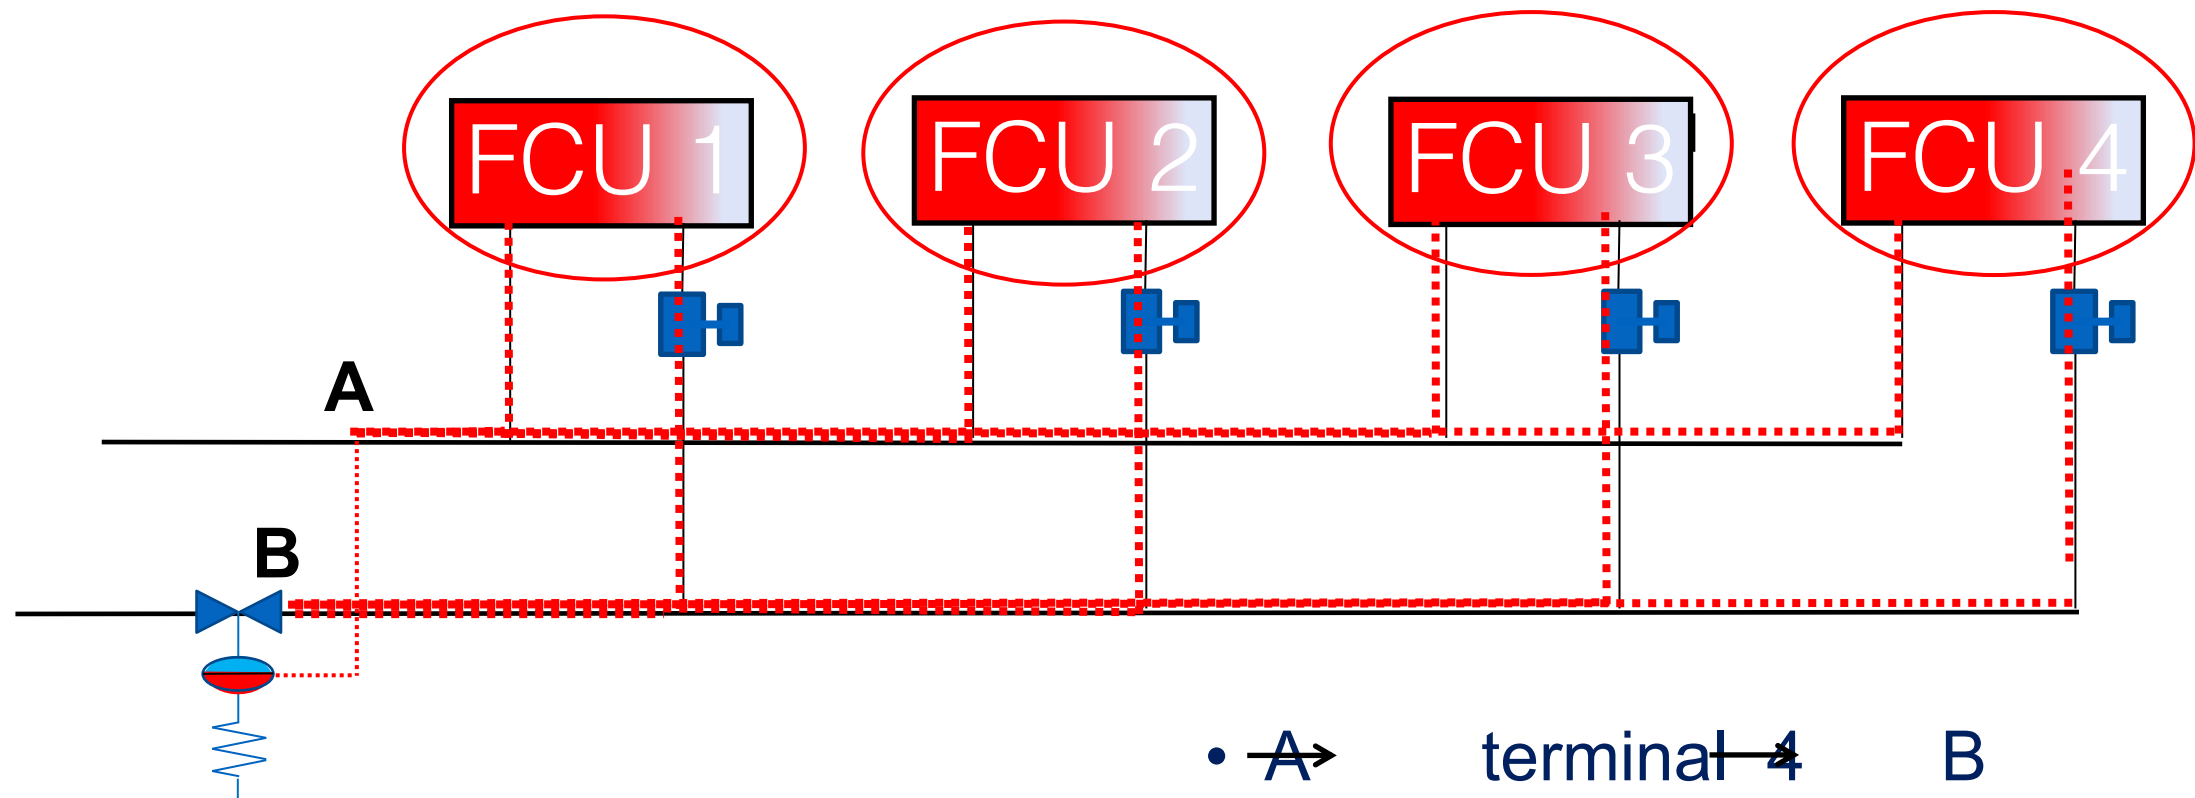 FCU 1 FCU 2 FCU 3 FCU 4
A
B
• A terminal 4 B